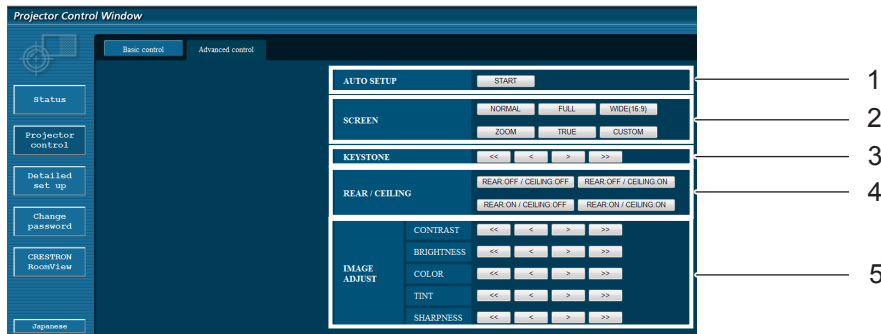 Projector Control Window
Basic control Advanced control
Status
Projector
control
Detailed
set up
Change
password
CRESTRON
RoomView
Japanese
AUTO SETUP START
SCREEN NORMAL FULL WIDE(16:9)
ZOOM TRUE CUSTOM
KEYSTONE << < > >>
REAR / CEILING REAR:OFF / CEILING:OFF REAR:OFF / CEILING:ON
REAR:ON / CEILING:OFF REAR:ON / CEILING:ON
IMAGE
ADJUST
CONTRAST << < > >>
BRIGHTNESS << < > >>
COLOR << < > >>
TINT << < > >>
SHARPNESS << < > >>
1
2
3
4
5